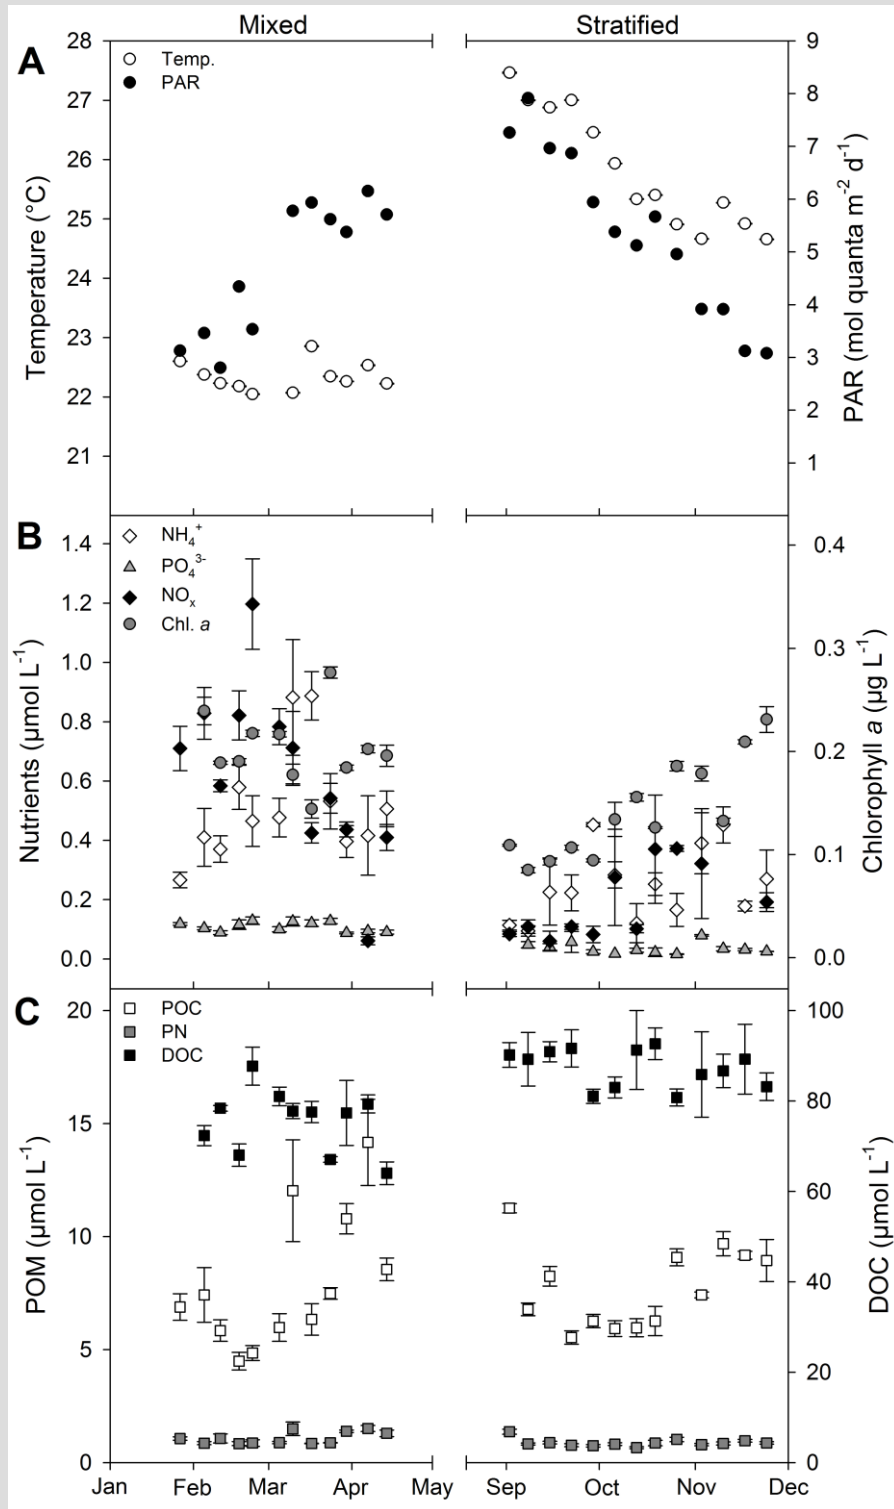 Mixed Stratified
A
Temp.
PAR
28
27
26
25
24
23
22
21
Temperature (°C)
9
8
7
6
5
4
3
2
1
PAR (mol quanta m⁻² d⁻¹)
B
NH₄⁺
PO₄³⁻
NOₓ
Chl. a
1.4
1.2
1.0
0.8
0.6
0.4
0.2
0.0
Nutrients (µmol L⁻¹)
0.4
0.3
0.2
0.1
0.0
Chlorophyll a (µg L⁻¹)
C
POC
PN
DOC
20
15
10
5
0
POM (µmol L⁻¹)
100
80
60
40
20
0
DOC (µmol L⁻¹)
Jan Feb Mar Apr May Sep Oct Nov Dec